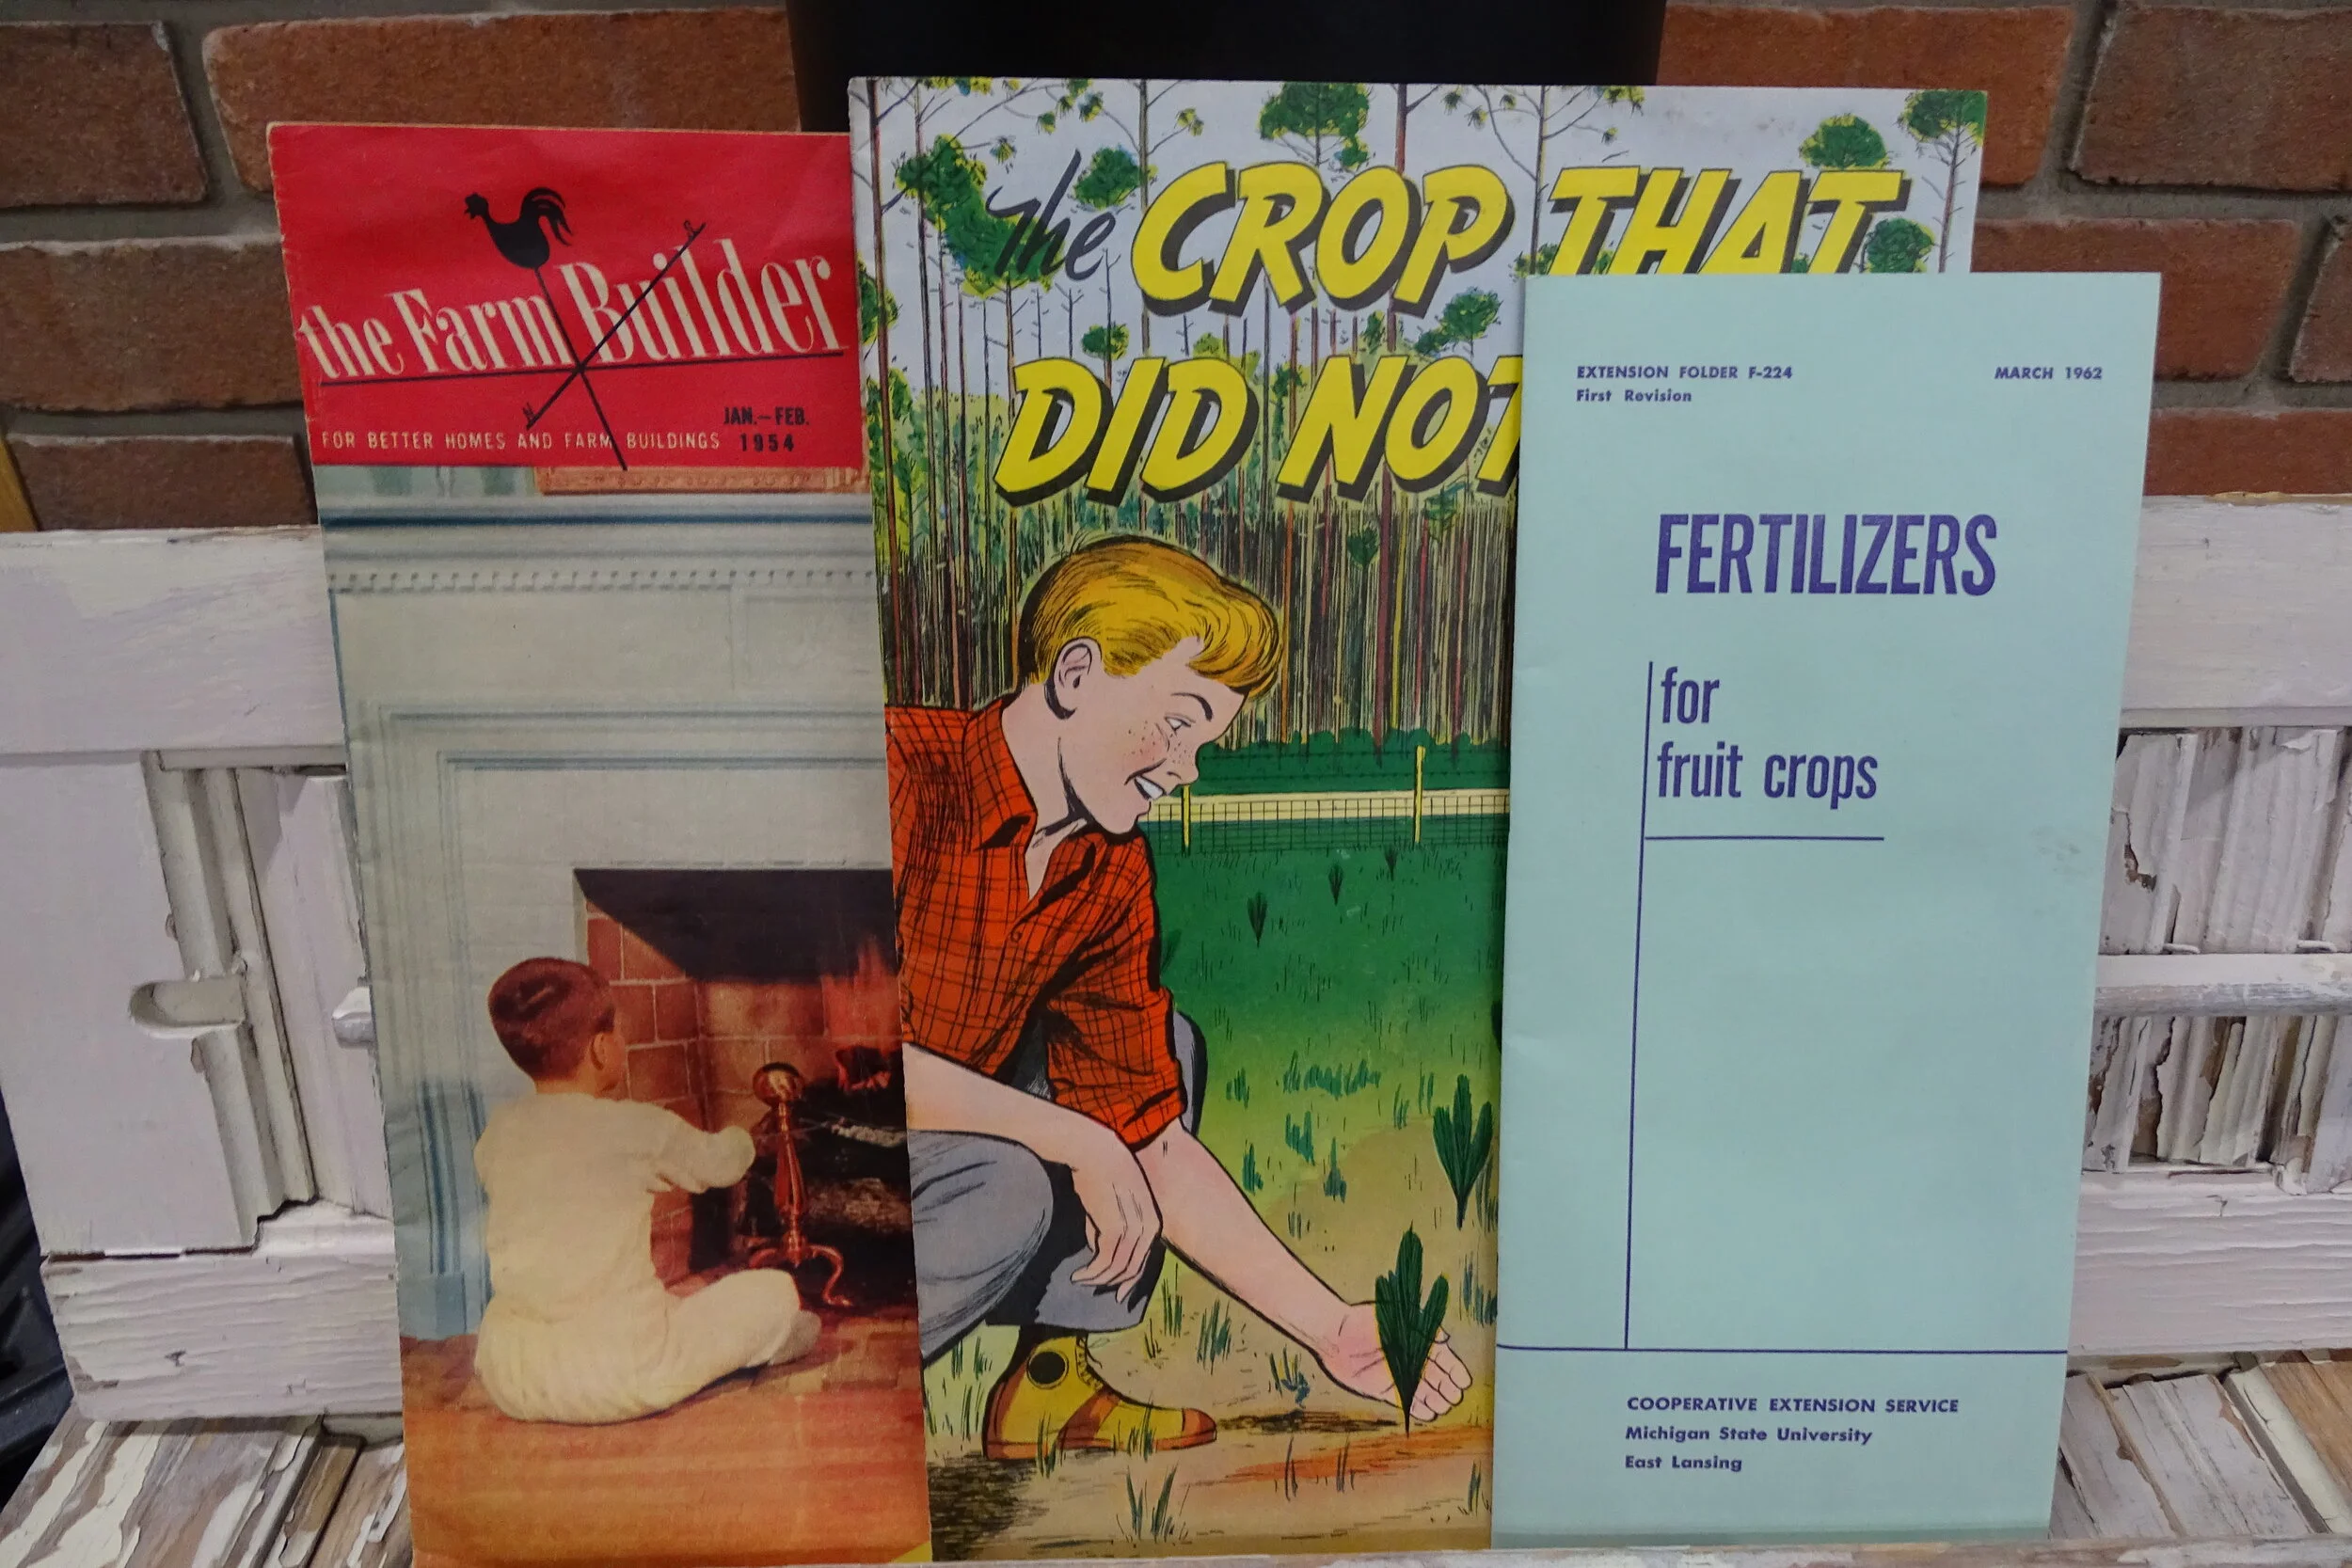 the Farm Builder
JAN.-FEB.
FOR BETTER HOMES AND FARM BUILDINGS 1954
The CROP THAT
DID NOT
EXTENSION FOLDER F-224 MARCH 1962
First Revision
FERTILIZERS
for
fruit crops
COOPERATIVE EXTENSION SERVICE
Michigan State University
East Lansing